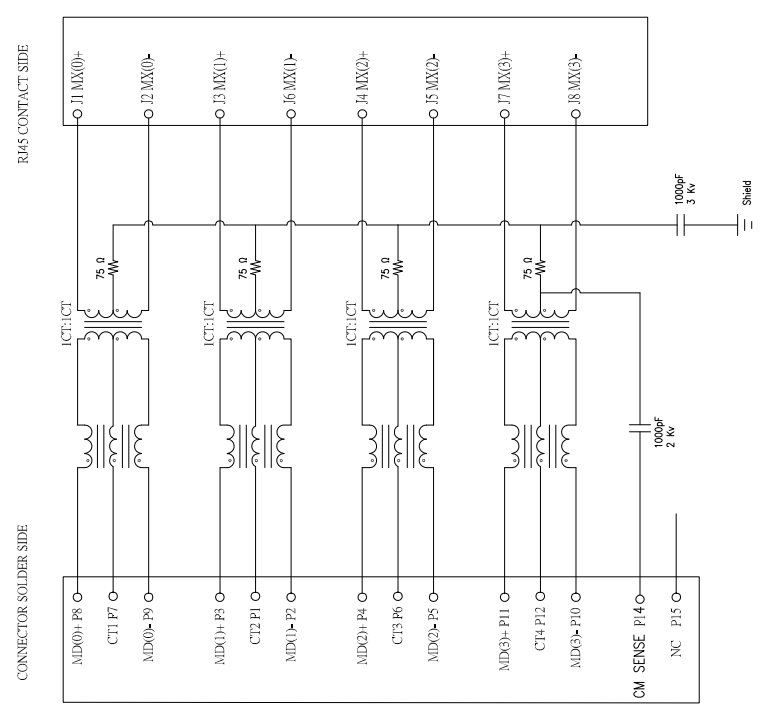 RJ45 CONTACT SIDE
J1 MX(0)+
J2 MX(0)-
J3 MX(1)+
J6 MX(1)-
J4 MX(2)+
J5 MX(2)-
J7 MX(3)+
J8 MX(3)-
1000pF
3 Kv
Shield
75 Ω
75 Ω
75 Ω
75 Ω
1CT:1CT
1CT:1CT
1CT:1CT
1CT:1CT
1000pF
2 Kv
CONNECTOR SOLDER SIDE
MD(0)+ P8
CT1 P7
MD(0)- P9
MD(1)+ P3
CT2 P1
MD(1)- P2
MD(2)+ P4
CT3 P6
MD(2)- P5
MD(3)+ P11
CT4 P12
MD(3)- P10
CM SENSE P14
NC P15